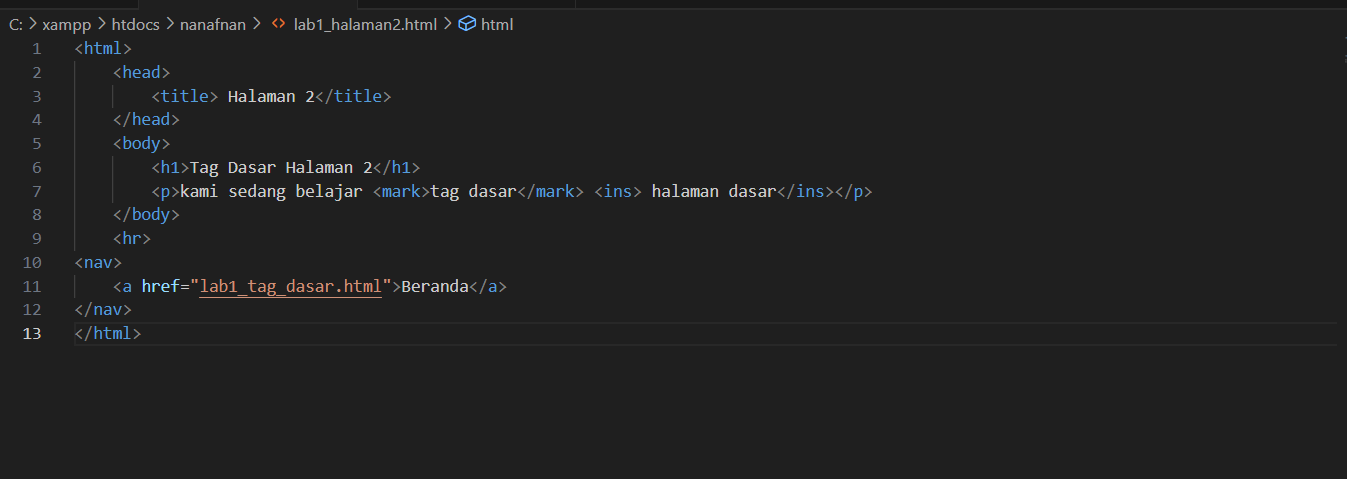 C: > xampp > htdocs > nanafnan > <> lab1_halaman2.html > html
1 <html>
2 <head>
3 <title> Halaman 2</title>
4 </head>
5 <body>
6 <h1>Tag Dasar Halaman 2</h1>
7 <p>kami sedang belajar <mark>tag dasar</mark> <ins> halaman dasar</ins></p>
8 </body>
9 <hr>
10 <nav>
11 <a href="lab1_tag_dasar.html">Beranda</a>
12 </nav>
13 </html>